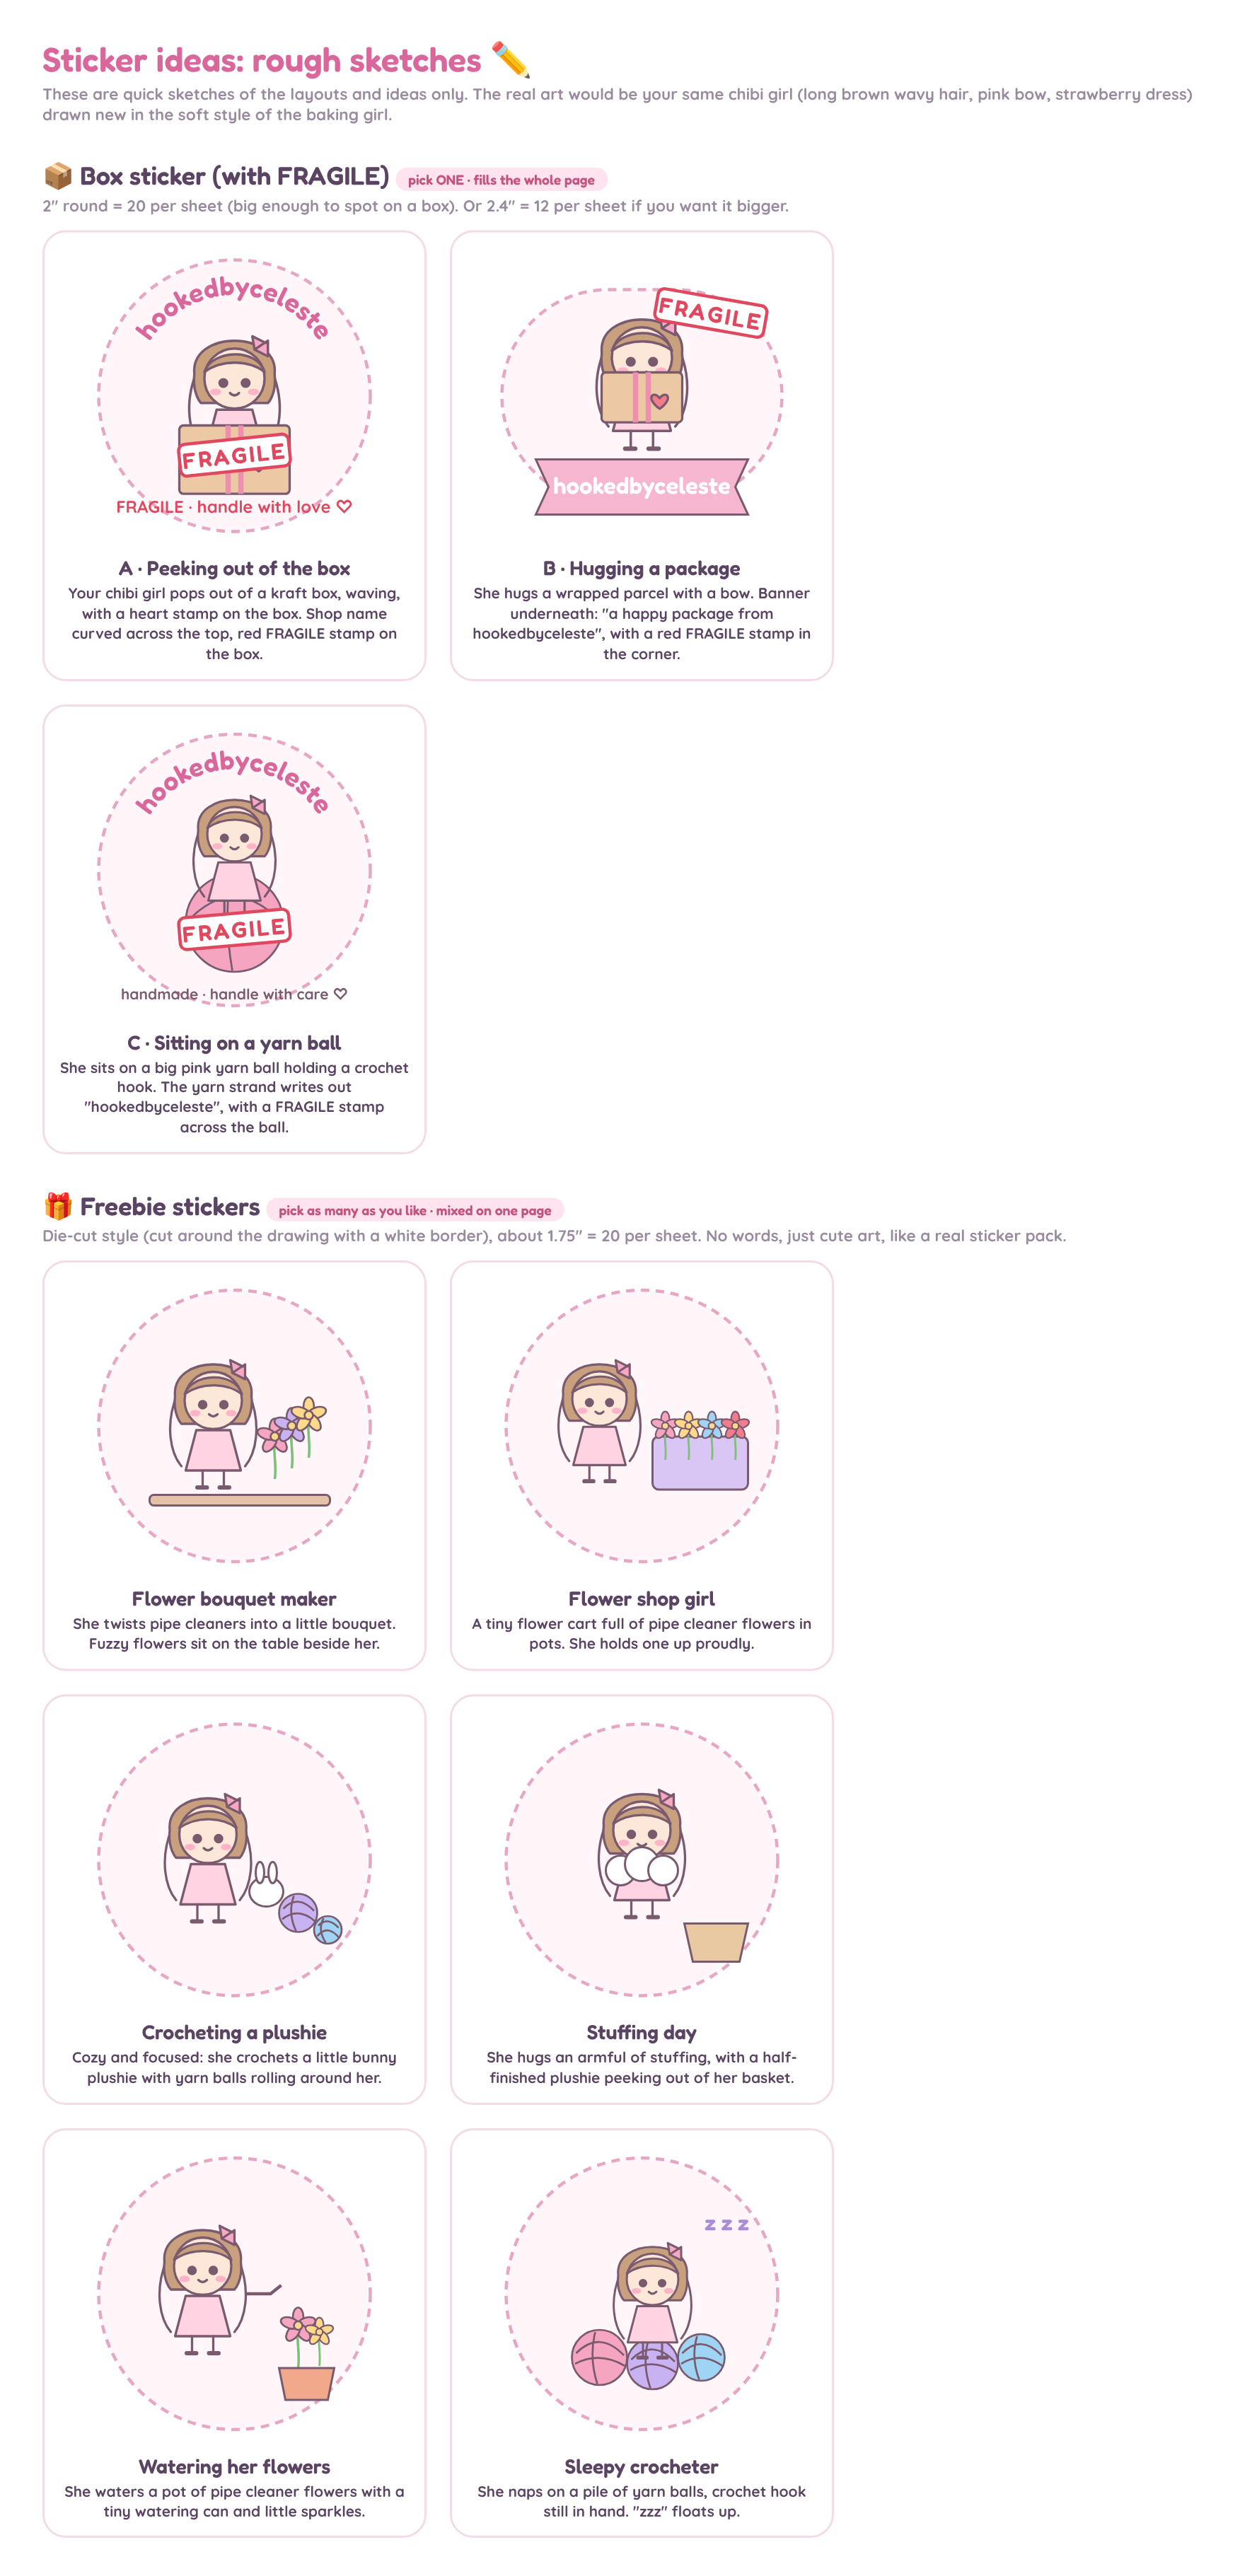 Sticker ideas: rough sketches ✏️
These are quick sketches of the layouts and ideas only. The real art would be your same chibi girl (long brown wavy hair, pink bow, strawberry dress)
drawn new in the soft style of the baking girl.
📦 Box sticker (with FRAGILE) pick ONE · fills the whole page
2" round = 20 per sheet (big enough to spot on a box). Or 2.4" = 12 per sheet if you want it bigger.
hookedbyceleste
FRAGILE
FRAGILE · handle with love ♡
A · Peeking out of the box
Your chibi girl pops out of a kraft box, waving,
with a heart stamp on the box. Shop name
curved across the top, red FRAGILE stamp on
the box.
FRAGILE
hookedbyceleste
B · Hugging a package
She hugs a wrapped parcel with a bow. Banner
underneath: "a happy package from
hookedbyceleste", with a red FRAGILE stamp in
the corner.
hookedbyceleste
FRAGILE
handmade · handle with care ♡
C · Sitting on a yarn ball
She sits on a big pink yarn ball holding a crochet
hook. The yarn strand writes out
"hookedbyceleste", with a FRAGILE stamp
across the ball.
🎁 Freebie stickers pick as many as you like · mixed on one page
Die-cut style (cut around the drawing with a white border), about 1.75" = 20 per sheet. No words, just cute art, like a real sticker pack.
Flower bouquet maker
She twists pipe cleaners into a little bouquet.
Fuzzy flowers sit on the table beside her.
Flower shop girl
A tiny flower cart full of pipe cleaner flowers in
pots. She holds one up proudly.
Crocheting a plushie
Cozy and focused: she crochets a little bunny
plushie with yarn balls rolling around her.
Stuffing day
She hugs an armful of stuffing, with a half-
finished plushie peeking out of her basket.
Watering her flowers
She waters a pot of pipe cleaner flowers with a
tiny watering can and little sparkles.
z z z
Sleepy crocheter
She naps on a pile of yarn balls, crochet hook
still in hand. "zzz" floats up.